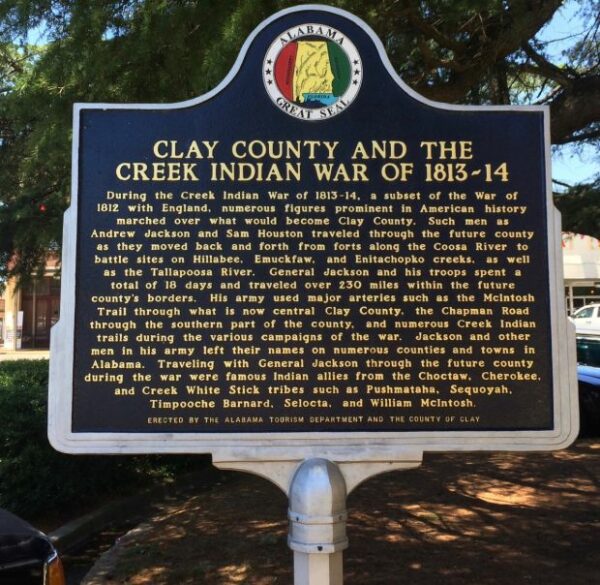 ALABAMA
GREAT SEAL
CLAY COUNTY AND THE
CREEK INDIAN WAR OF 1813-14
During the Creek Indian War of 1813-14, a subset of the War of
1812 with England, numerous figures prominent in American history
marched over what would become Clay County. Such men as
Andrew Jackson and Sam Houston traveled through the future county
as they moved back and forth from forts along the Coosa River to
battle sites on Hillabee, Emuckfaw, and Enitachopko creeks, as well
as the Tallapoosa River. General Jackson and his troops spent a
total of 18 days and traveled over 230 miles within the future
county's borders. His army used major arteries such as the McIntosh
Trail through what is now central Clay County, the Chapman Road
through the southern part of the county, and numerous Creek Indian
trails during the various campaigns of the war. Jackson and other
men in his army left their names on numerous counties and towns in
Alabama. Traveling with General Jackson through the future county
during the war were famous Indian allies from the Choctaw, Cherokee,
and Creek White Stick tribes such as Pushmataha, Sequoyah,
Timpooche Barnard, Selocta, and William McIntosh.
ERECTED BY THE ALABAMA TOURISM DEPARTMENT AND THE COUNTY OF CLAY